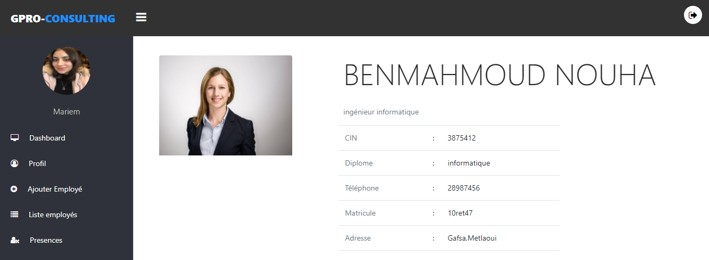 GPRO-CONSULTING
Mariem
Dashboard
Profil
Ajouter Employé
Liste employés
Presences
BENMAHMOUD NOUHA
ingénieur informatique
CIN : 3875412
Diplome : informatique
Téléphone : 28987456
Matricule : 10ret47
Adresse : Gafsa,Metlaoui